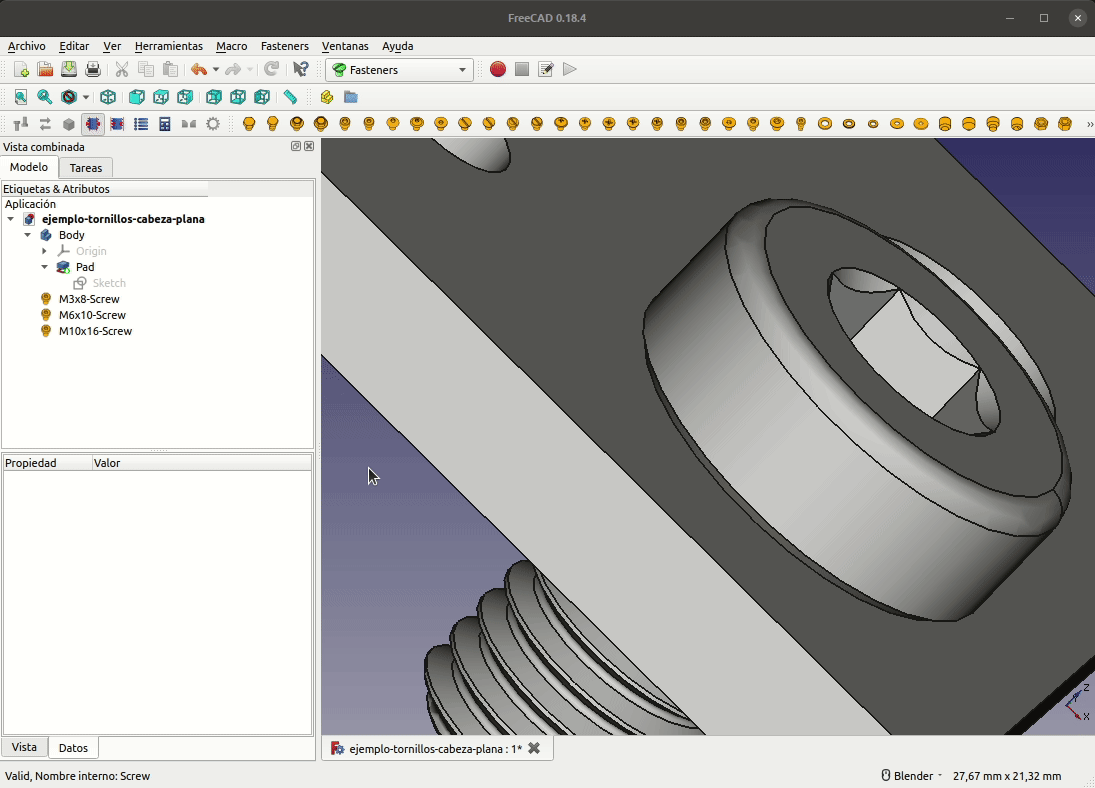 FreeCAD 0.18.4
Archivo Editar Ver Herramientas Macro Fasteners Ventanas Ayuda
Fasteners
Vista combinada
Modelo Tareas
Etiquetas & Atributos
Aplicación
ejemplo-tornillos-cabeza-plana
Body
Origin
Pad
Sketch
M3x8-Screw
M6x10-Screw
M10x16-Screw
Propiedad Valor
Z
X
Vista Datos
ejemplo-tornillos-cabeza-plana : 1*
Valid, Nombre interno: Screw
Blender
27,67 mm x 21,32 mm